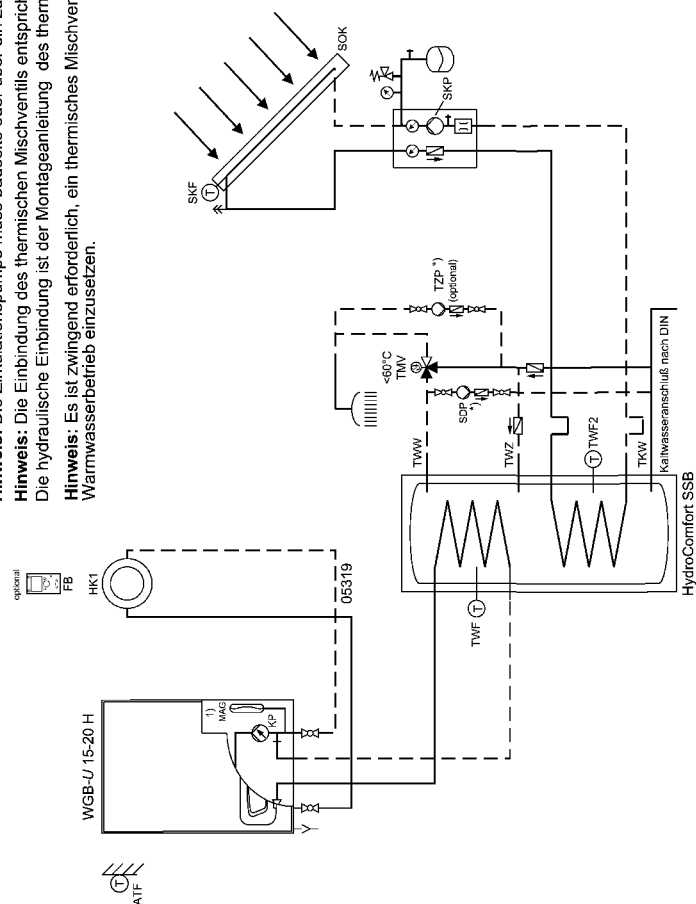 Hinweis: Die Einbindung des thermischen Mischventils entsprich
Die hydraulische Einbindung ist der Montageanleitung des therm
Hinweis: Es ist zwingend erforderlich, ein thermisches Mischver
Warmwasserbetrieb einzusetzen.
optional
FB
HK1
WGB-U 15-20 H
1)
MAG
KP
T
ATF
05319
SKF
T
SOK
SKP
<60°C
TMV
TZP *)
(optional)
SDP
*)
TWW
TWZ
TWF
T
T
TWF2
TKW
Kaltwasseranschluß nach DIN
HydroComfort SSB